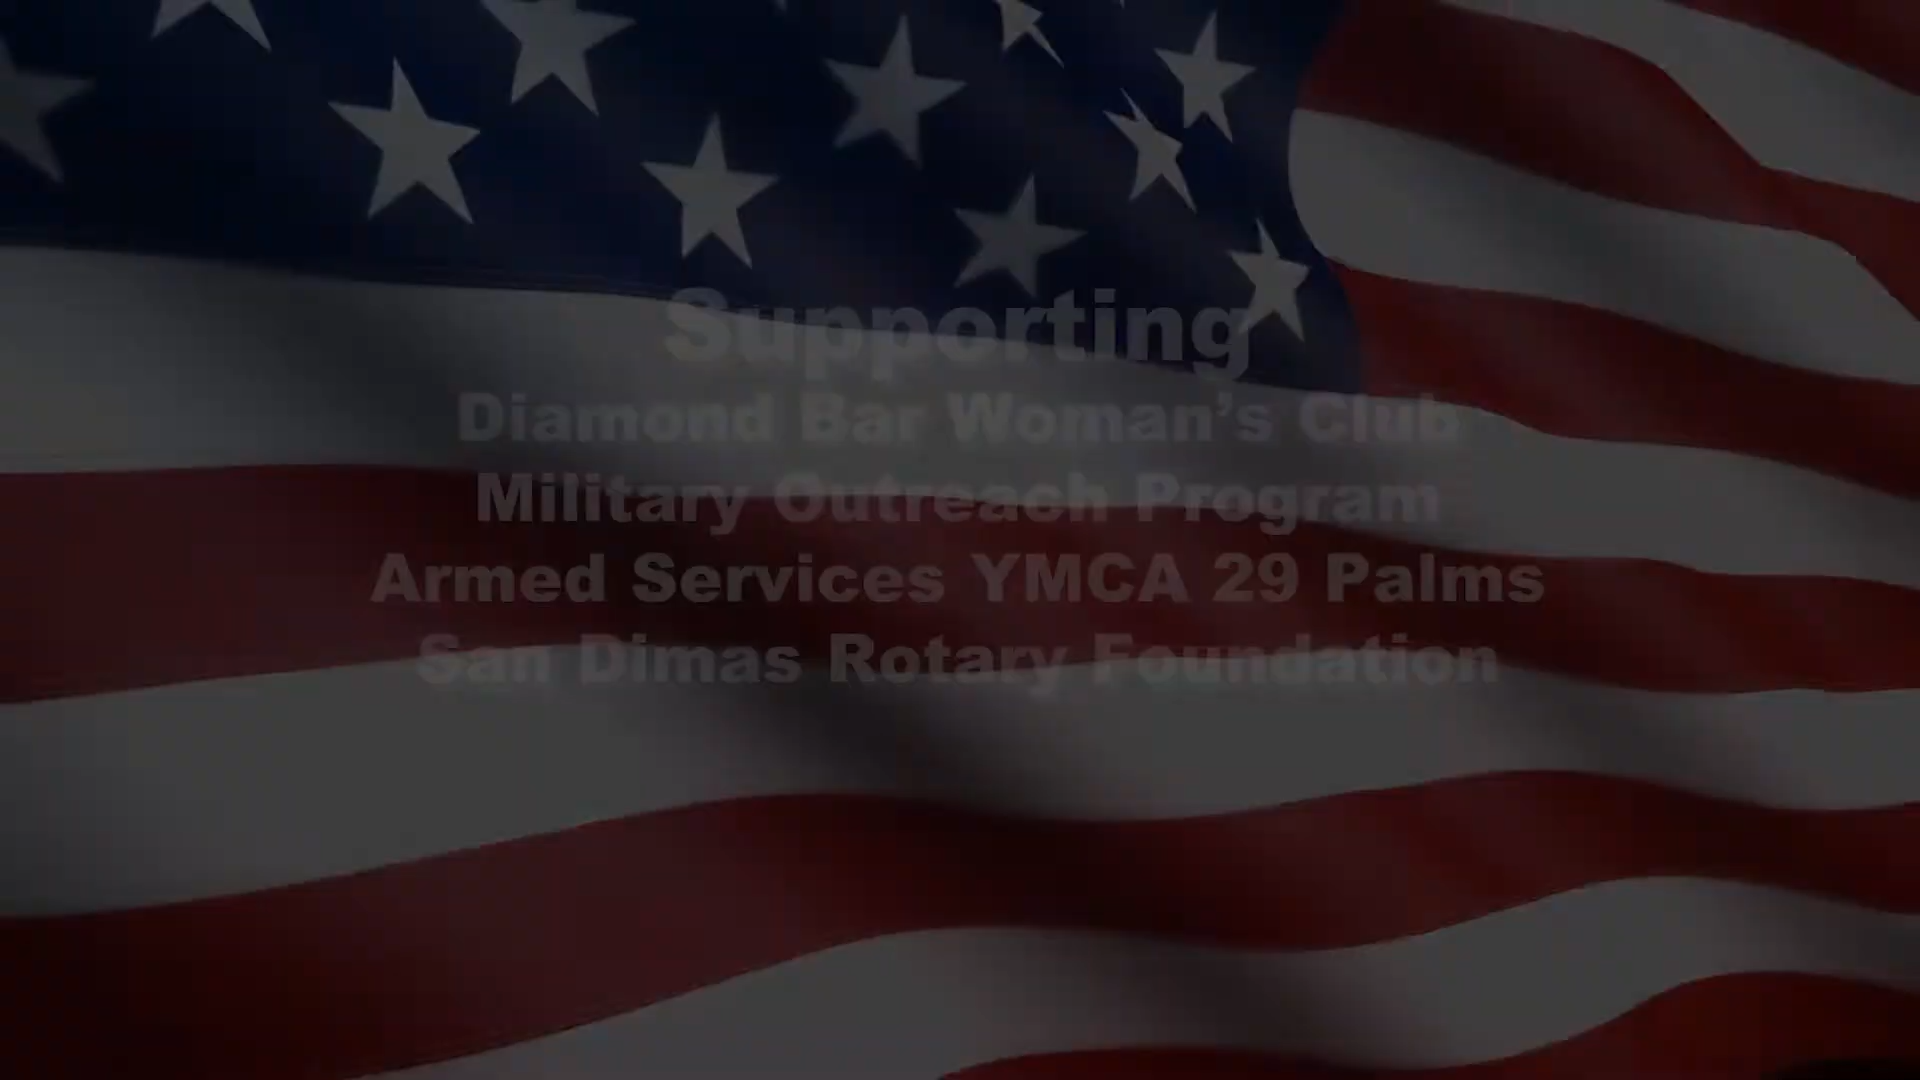 Supporting
Diamond Bar Woman’s Club
Military Outreach Program
Armed Services YMCA 29 Palms
San Dimas Rotary Foundation